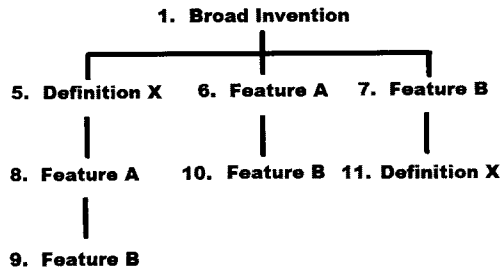 1. Broad Invention
5. Definition X 6. Feature A 7. Feature B
8. Feature A 10. Feature B 11. Definition X
9. Feature B